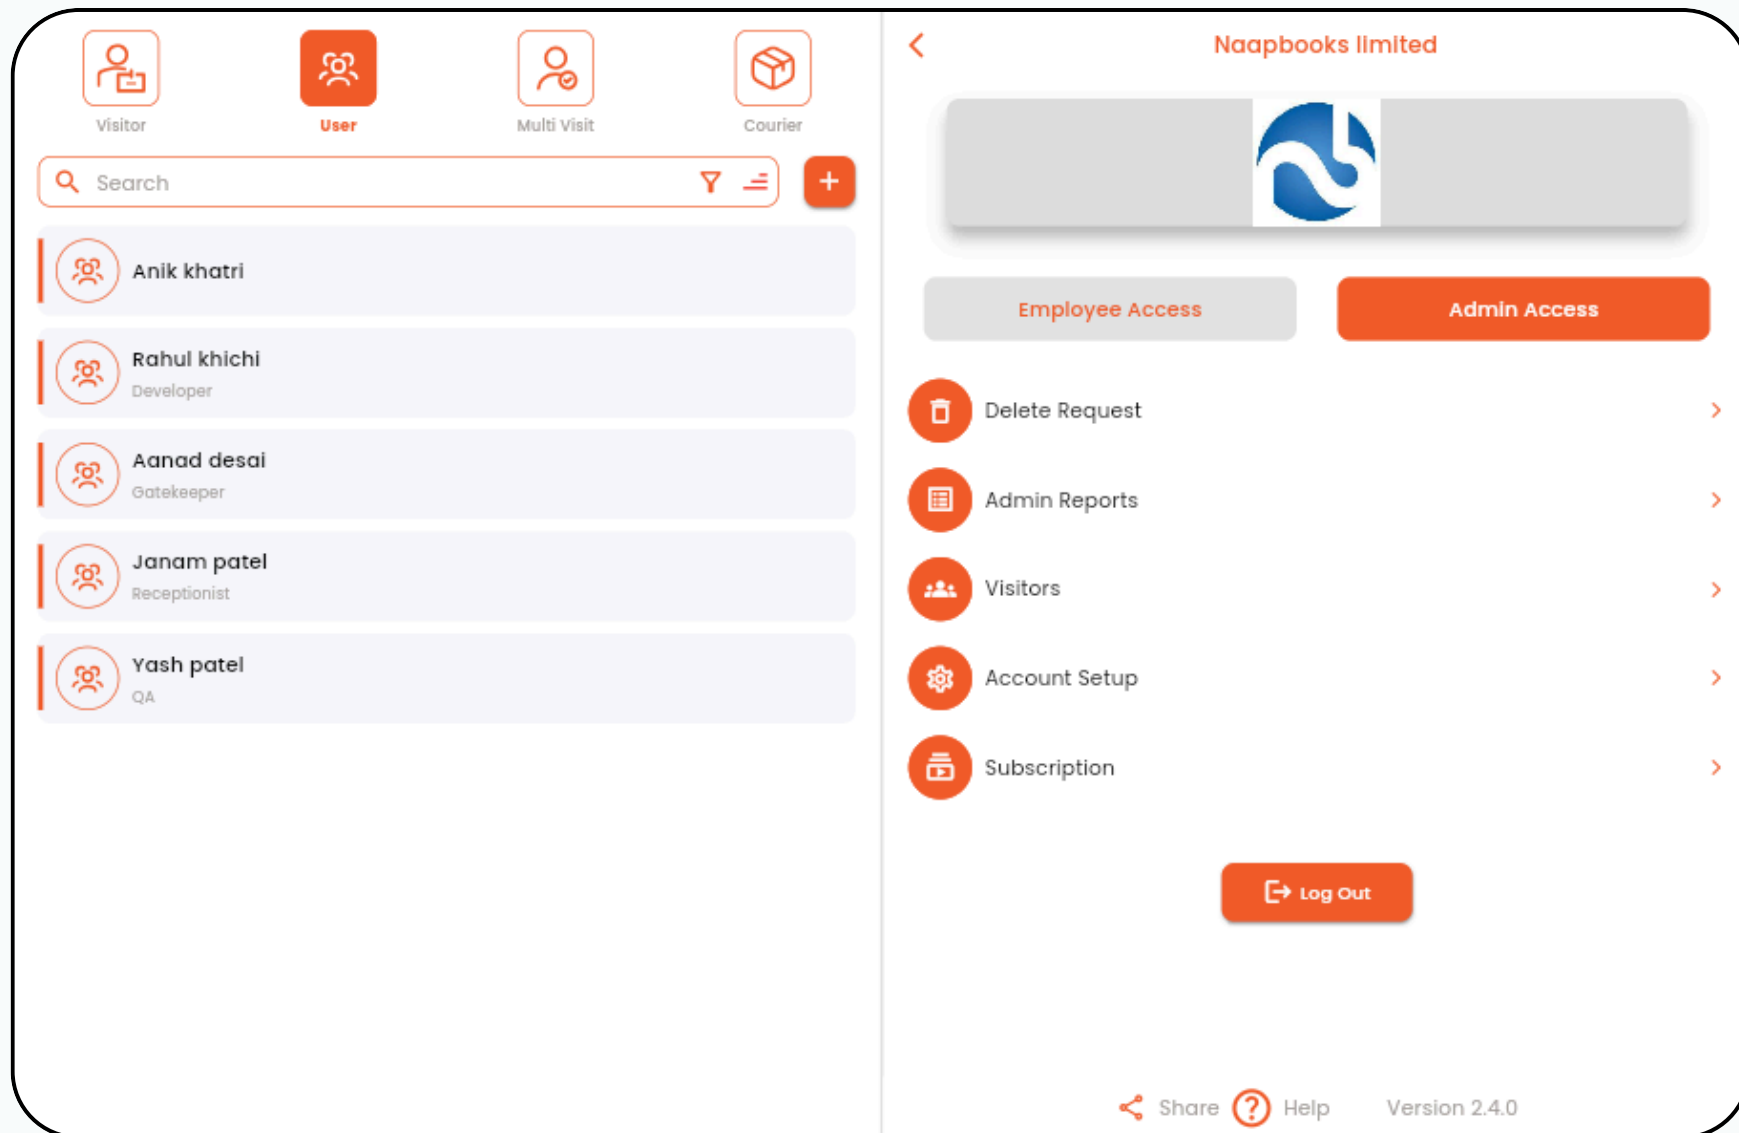 Visitor
User
Multi Visit
Courier
Search
Anik khatri
Rahul khichi
Developer
Aanad desai
Gatekeeper
Janam patel
Receptionist
Yash patel
QA
Naapbooks limited
Employee Access
Admin Access
Delete Request
Admin Reports
Visitors
Account Setup
Subscription
Log Out
Share
Help
Version 2.4.0